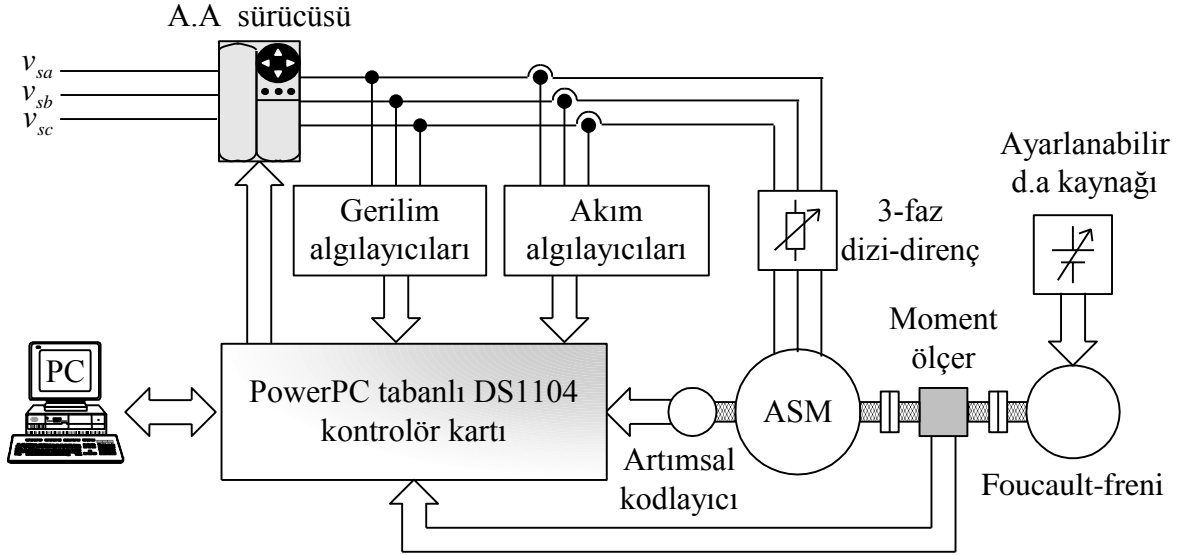 A.A sürücüsü
v_sa
v_sb
v_sc
Ayarlanabilir
d.a kaynağı
Gerilim
algılayıcıları
Akım
algılayıcıları
3-faz
dizi-direnç
Moment
ölçer
PC
PowerPC tabanlı DS1104
kontrolör kartı
ASM
Artımsal
kodlayıcı
Foucault-freni